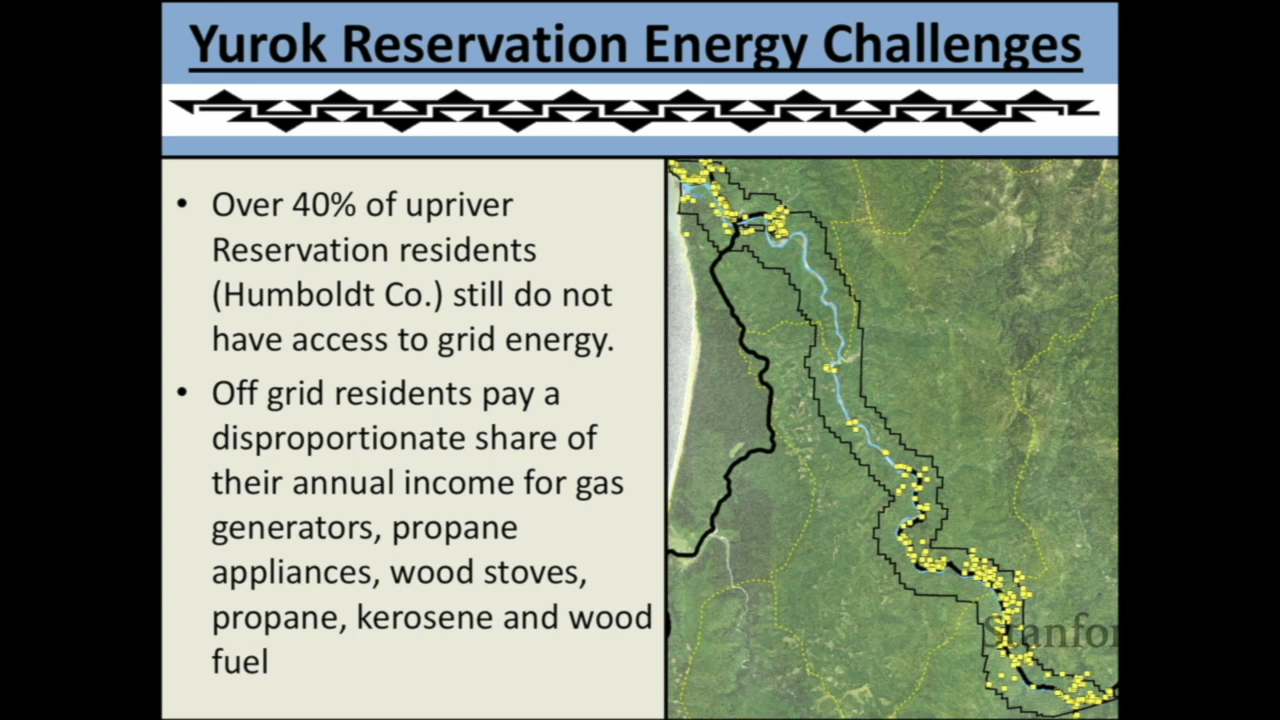 Yurok Reservation Energy Challenges
• Over 40% of upriver
Reservation residents
(Humboldt Co.) still do not
have access to grid energy.
• Off grid residents pay a
disproportionate share of
their annual income for gas
generators, propane
appliances, wood stoves,
propane, kerosene and wood
fuel
Stanfor